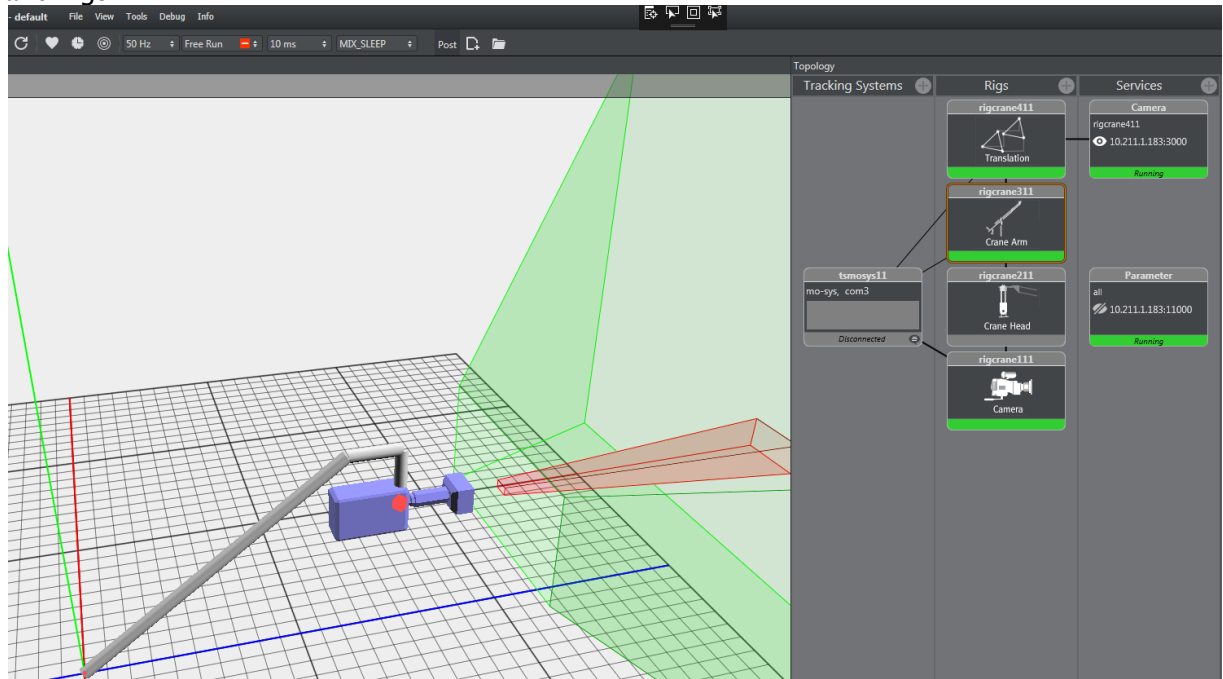 - default File View Tools Debug Info
50 Hz Free Run 10 ms MIX_SLEEP Post
Topology
Tracking Systems Rigs Services
rigcrane411
Translation
Camera
rigcrane411
10.211.1.183:3000
Running
rigcrane311
Crane Arm
tsmosys11
mo-sys, com3
Disconnected
rigcrane211
Crane Head
Parameter
all
10.211.1.183:11000
Running
rigcrane111
Camera